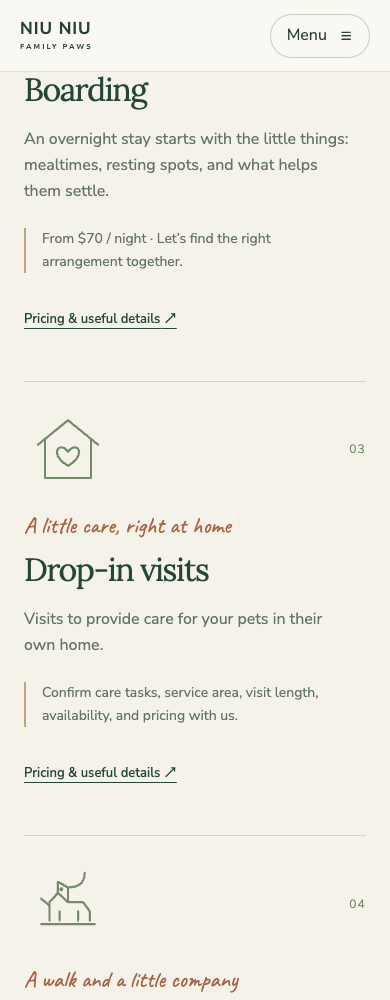 NIU NIU
FAMILY PAWS
Menu
Boarding
An overnight stay starts with the little things:
mealtimes, resting spots, and what helps
them settle.
From $70 / night · Let's find the right
arrangement together.
Pricing & useful details ↗
03
A little care, right at home
Drop-in visits
Visits to provide care for your pets in their
own home.
Confirm care tasks, service area, visit length,
availability, and pricing with us.
Pricing & useful details ↗
04
A walk and a little company